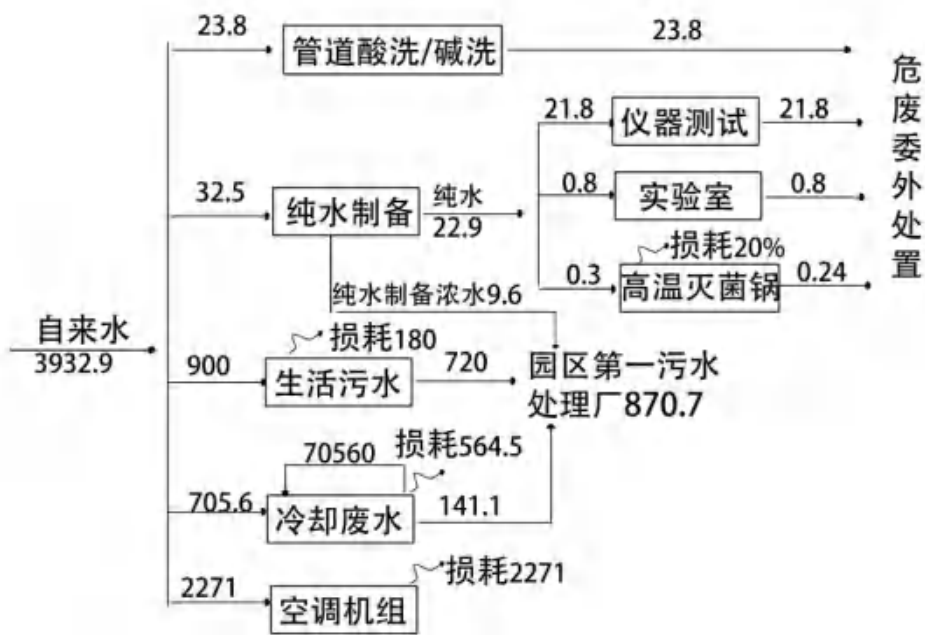 23.8
管道酸洗/碱洗
23.8
危废委外处置
21.8
仪器测试
21.8
32.5
纯水制备
纯水
22.9
0.8
实验室
0.8
损耗20%
0.3
高温灭菌锅
0.24
纯水制备浓水9.6
自来水
3932.9
损耗180
900
生活污水
720
园区第一污水
处理厂870.7
70560
损耗564.5
705.6
冷却废水
141.1
损耗2271
2271
空调机组